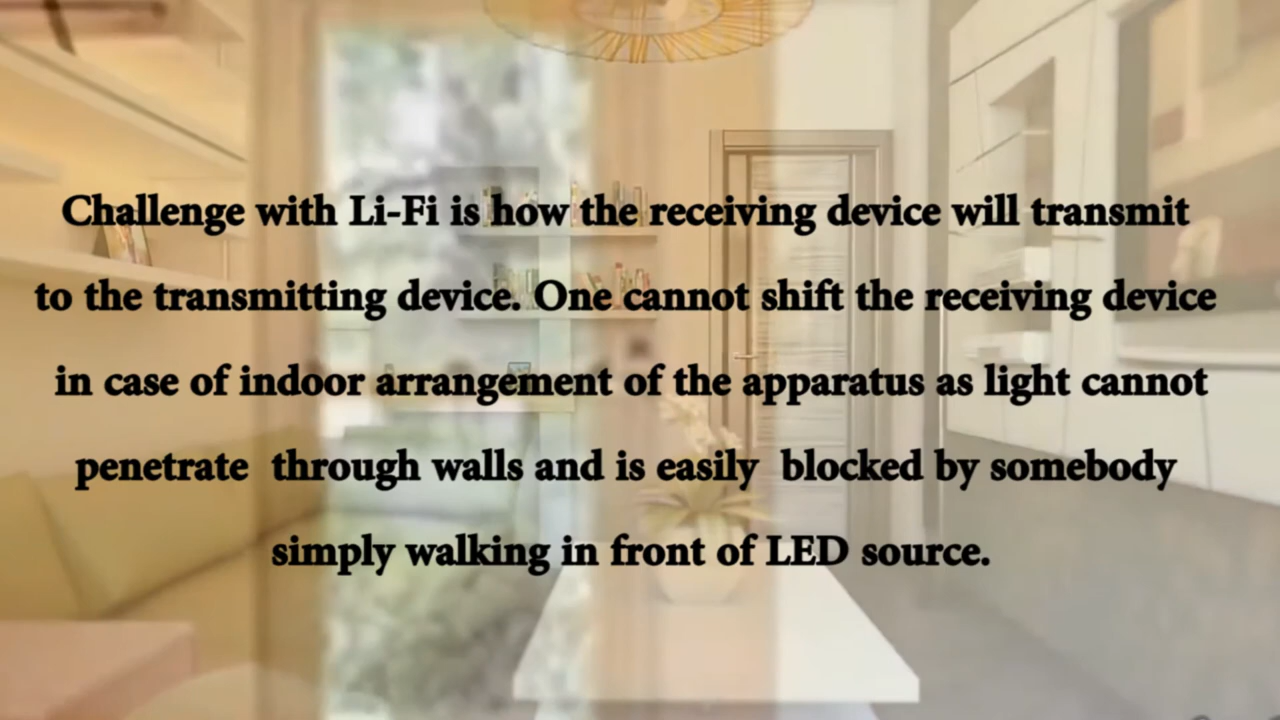 Challenge with Li-Fi is how the receiving device will transmit
to the transmitting device. One cannot shift the receiving device
in case of indoor arrangement of the apparatus as light cannot
penetrate through walls and is easily blocked by somebody
simply walking in front of LED source.